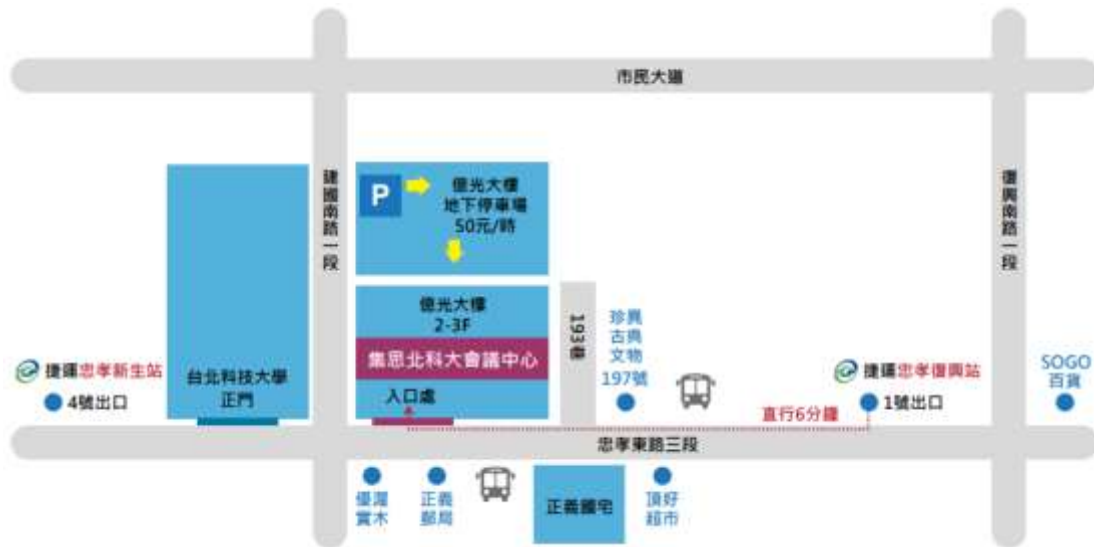 市民大道
建國南路一段
復興南路一段
P
億光大樓
地下停車場
50元/時
億光大樓
2-3F
集思北科大會議中心
入口處
193巷
珍異
古典
文物
197號
捷運忠孝新生站
4號出口
台北科技大學
正門
捷運忠孝復興站
1號出口
SOGO
百貨
直行6分鐘
忠孝東路三段
優渥
實木
正義
郵局
正義國宅
頂好
超市